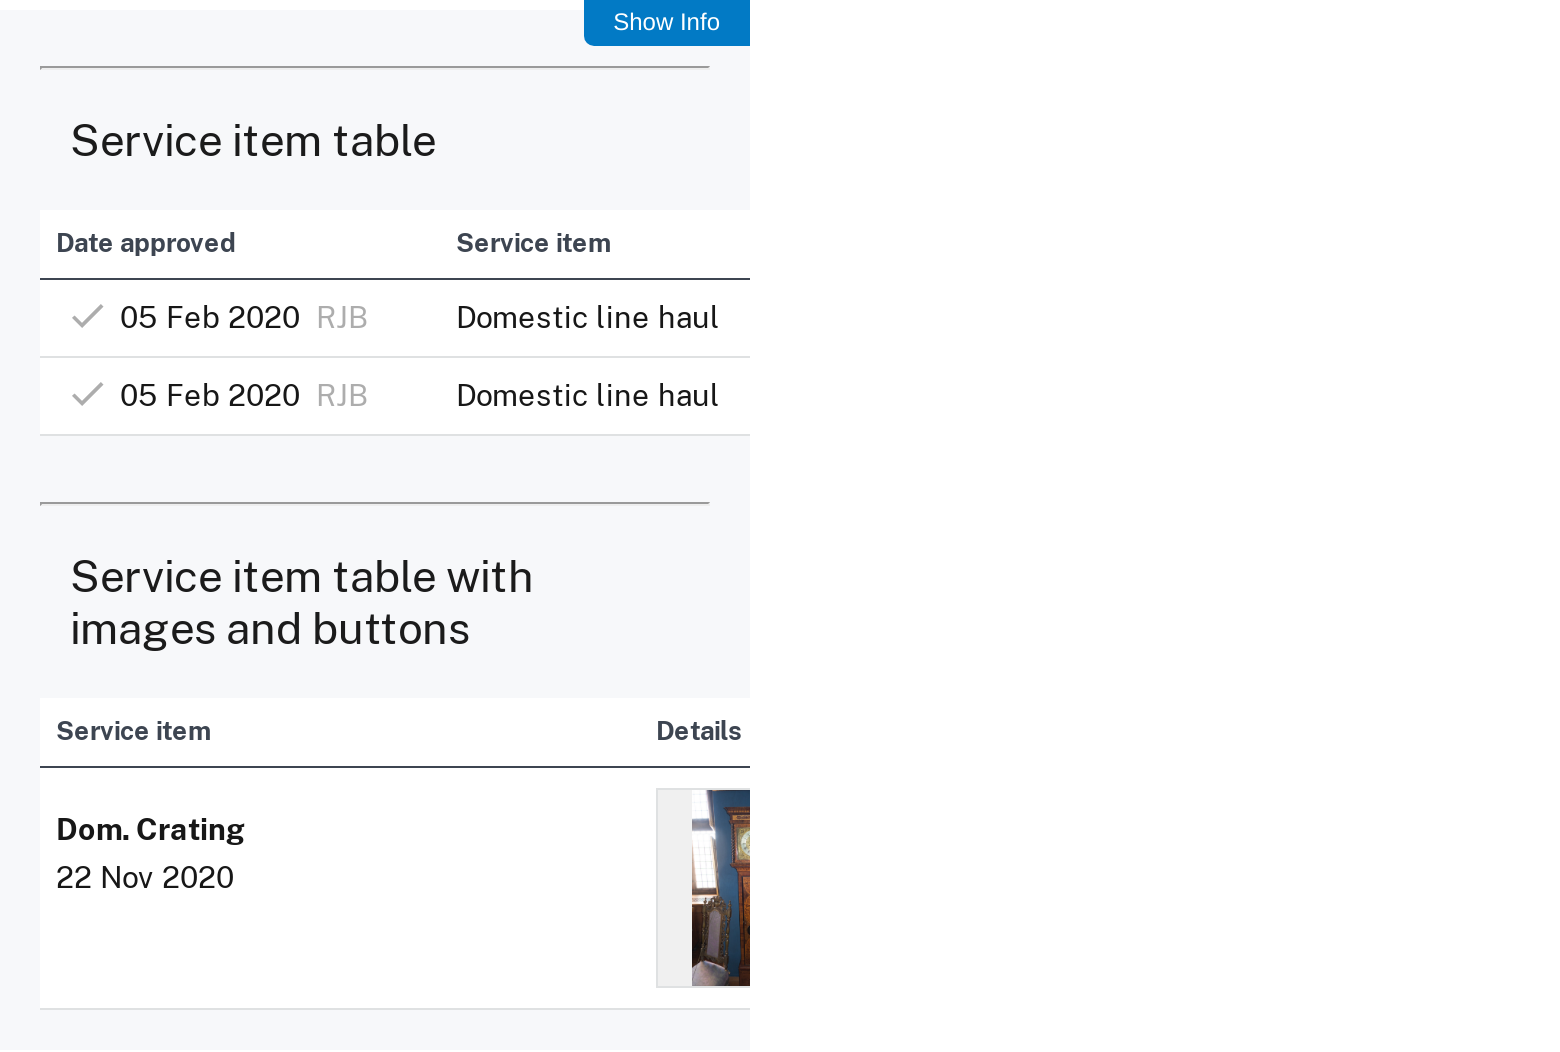 Show Info
Service item table
Date approved Service item
05 Feb 2020 RJB Domestic line haul
05 Feb 2020 RJB Domestic line haul
Service item table with
images and buttons
Service item Details
Dom. Crating
22 Nov 2020